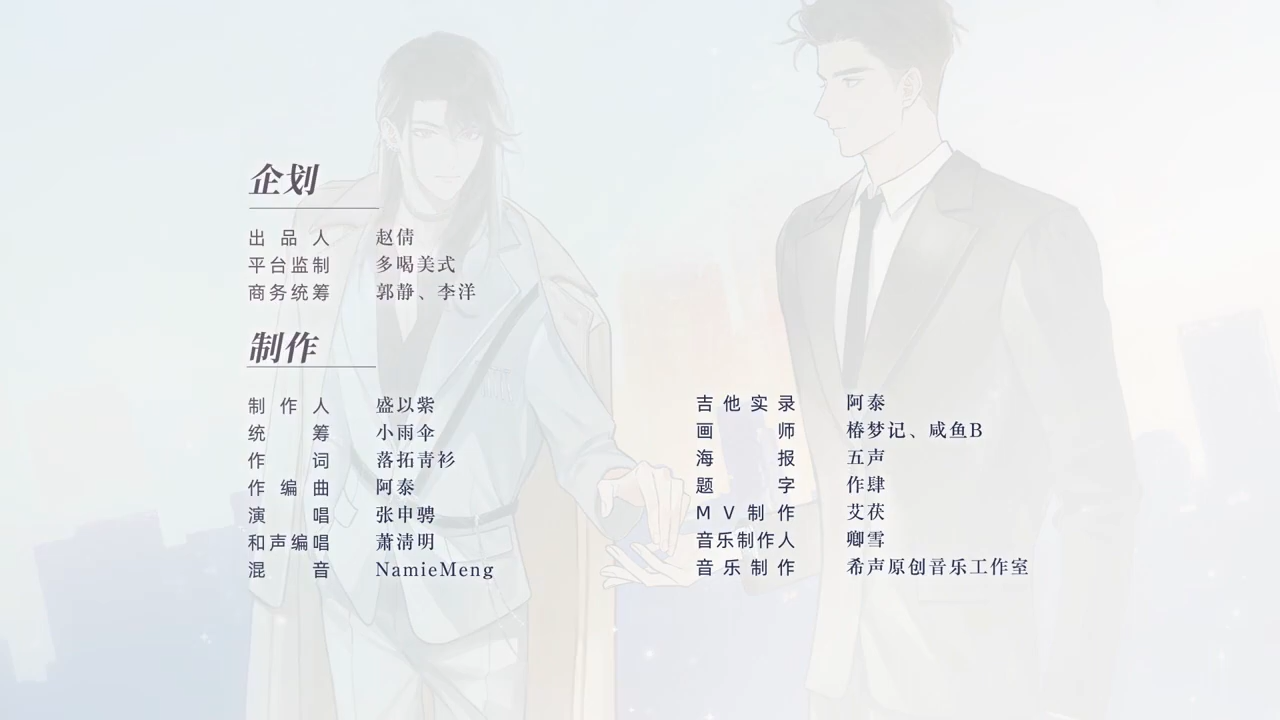 企划
出品人 赵倩
平台监制 多喝美式
商务统筹 郭静、李洋
制作
制作人 盛以紫
统筹 小雨伞
作词 落拓青衫
作编曲 阿泰
演唱 张申骋
和声编唱 萧清明
混音 NamieMeng
吉他实录 阿泰
画师 椿梦记、咸鱼B
海报 五声
题字 作肆
MV制作 艾茯
音乐制作人 卿雪
音乐制作 希声原创音乐工作室